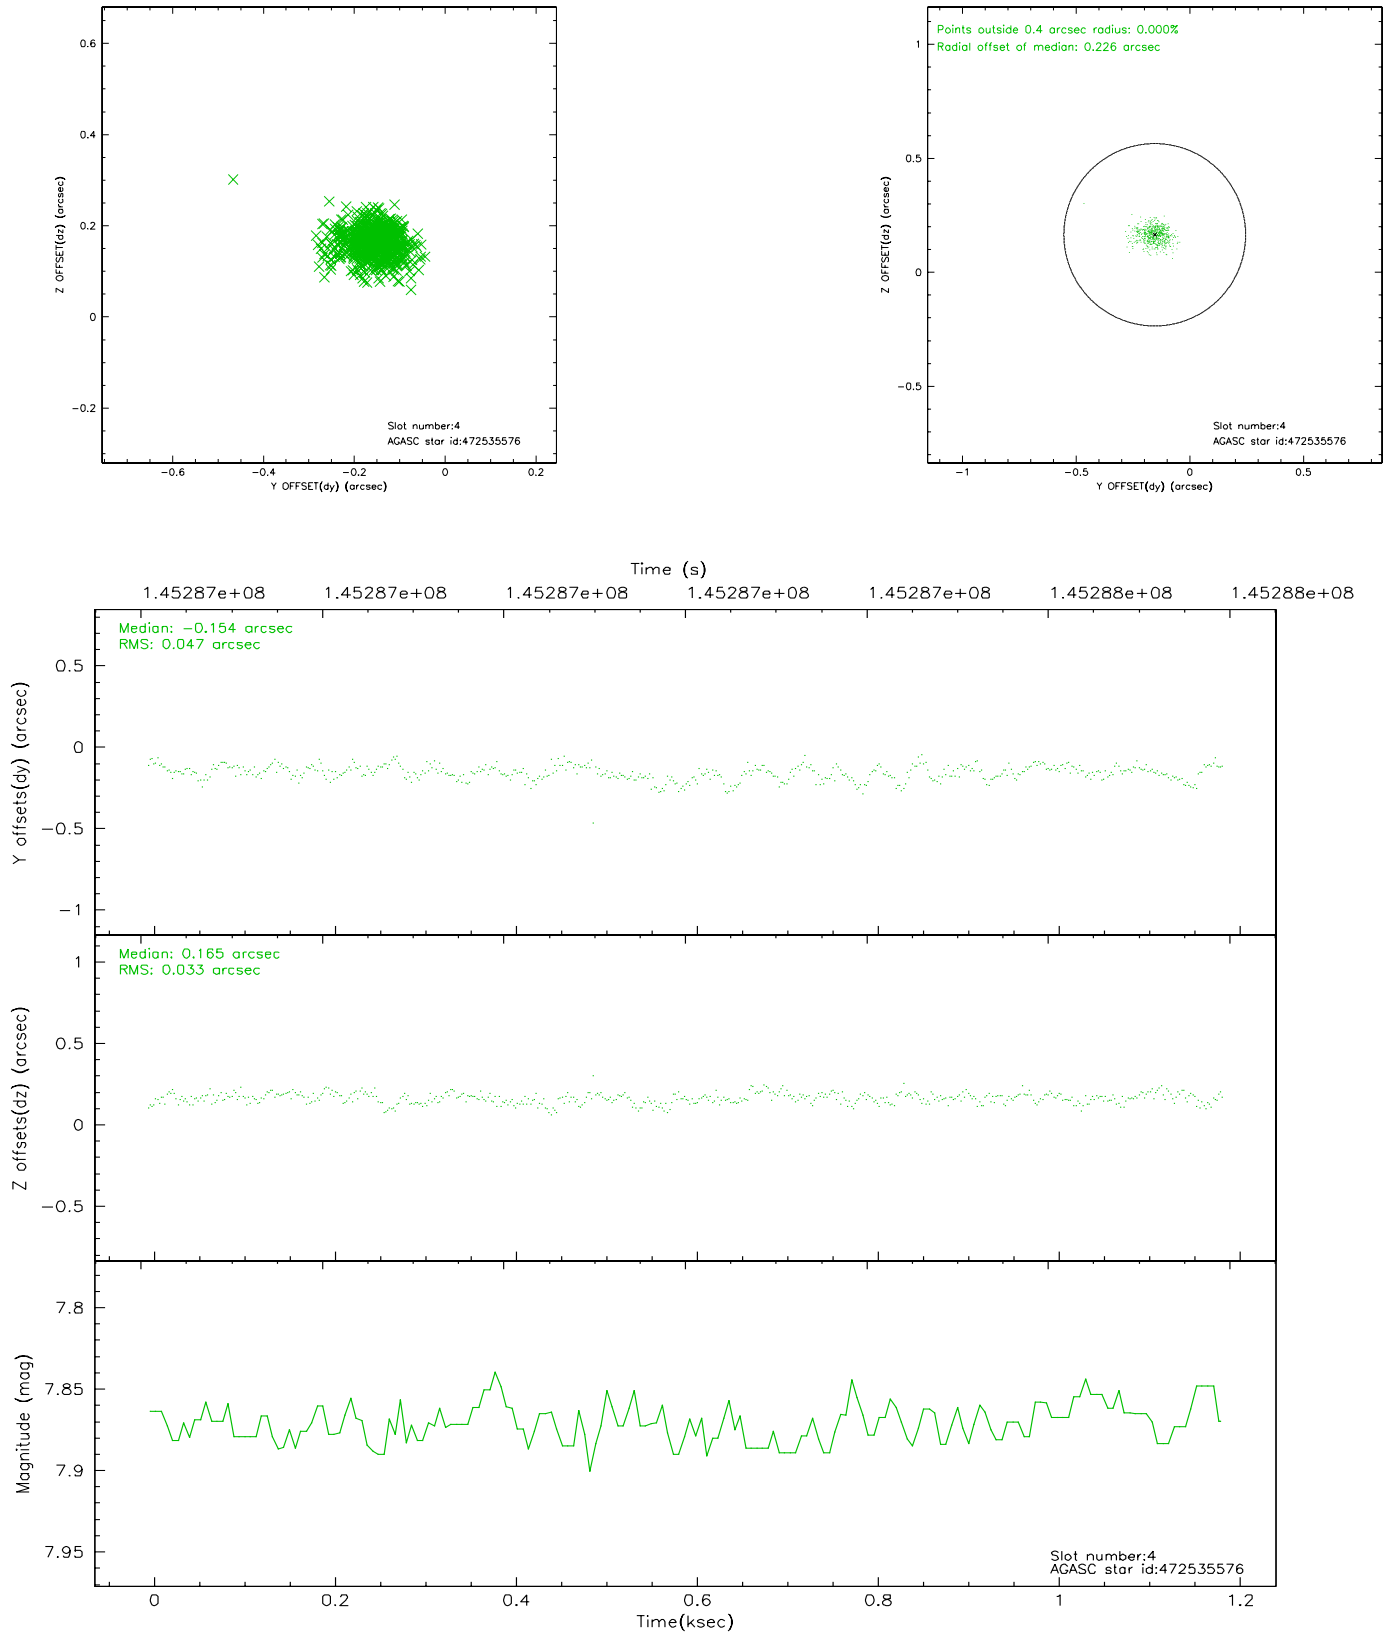 0.6
0.4
0.2
0
−0.2
Z OFFSET(dz) (arcsec)
Slot number:4
AGASC star id:472535576
−0.6 −0.4 −0.2 0 0.2
Y OFFSET(dy) (arcsec)
Points outside 0.4 arcsec radius: 0.000%
Radial offset of median: 0.226 arcsec
1
0.5
0
−0.5
Z OFFSET(dz) (arcsec)
Slot number:4
AGASC star id:472535576
−1 −0.5 0 0.5
Y OFFSET(dy) (arcsec)
Time (s)
1.45287e+08 1.45287e+08 1.45287e+08 1.45287e+08 1.45287e+08 1.45288e+08 1.45288e+08
Median: −0.154 arcsec
RMS: 0.047 arcsec
0.5
0
−0.5
−1
Y offsets(dy) (arcsec)
Median: 0.165 arcsec
RMS: 0.033 arcsec
1
0.5
0
−0.5
Z offsets(dz) (arcsec)
7.8
7.85
7.9
7.95
Magnitude (mag)
Slot number:4
AGASC star id:472535576
0 0.2 0.4 0.6 0.8 1 1.2
Time(ksec)